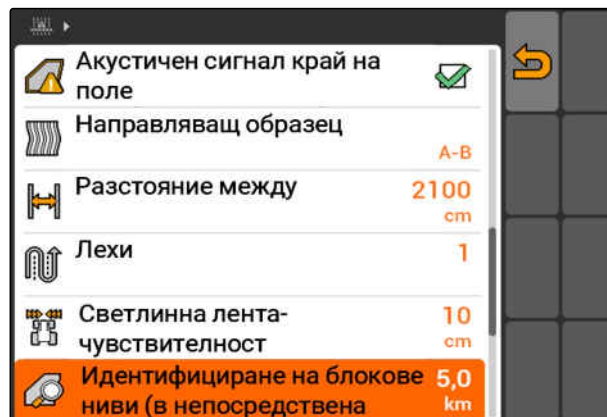 Акустичен сигнал край на
поле
Направляващ образец
A-B
Разстояние между
2100
cm
Лехи
1
Светлинна лента-
чувствителност
10
cm
Идентифициране на блокове
ниви (в непосредствена
5,0
km